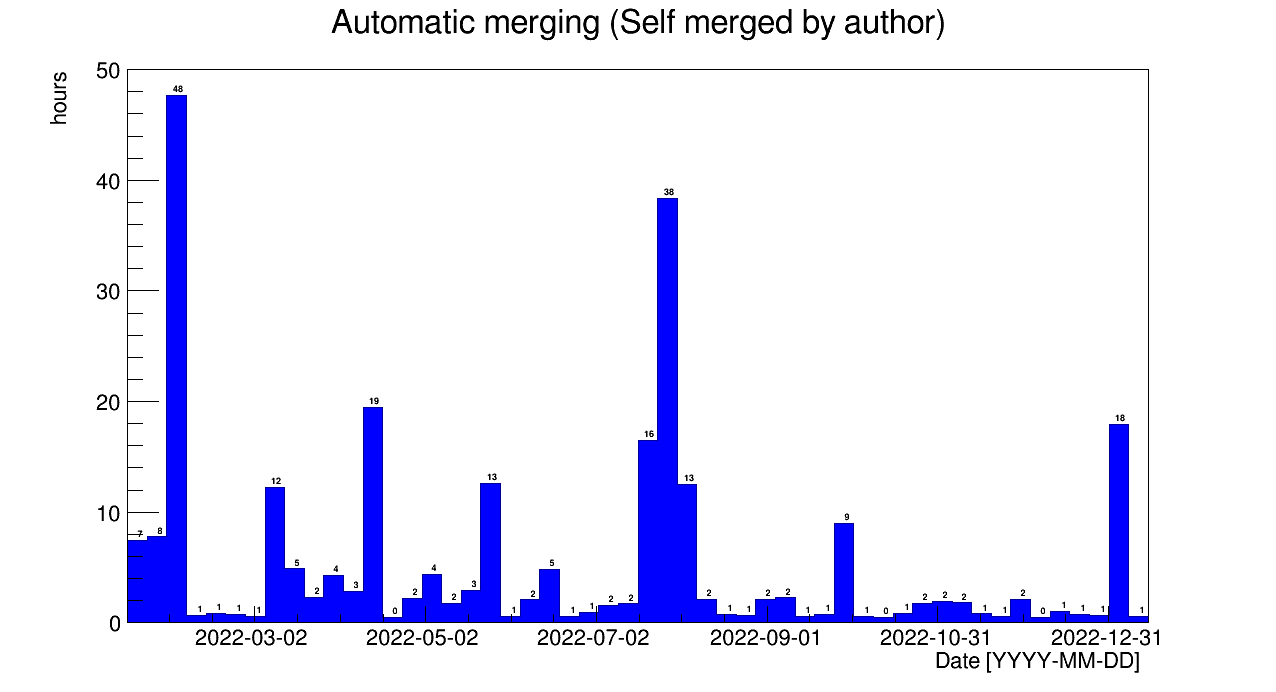 Automatic merging (Self merged by author)
hours
50
40
30
20
10
0
7 8 48 1 1 1 1 12 5 2 4 3 19 0 2 4 2 3 13 1 2 5 1 1 2 2 16 38 13 2 1 1 2 2 1 1 9 1 0 1 2 2 2 1 1 2 0 1 1 1 18 1
2022-03-02 2022-05-02 2022-07-02 2022-09-01 2022-10-31 2022-12-31
Date [YYYY-MM-DD]